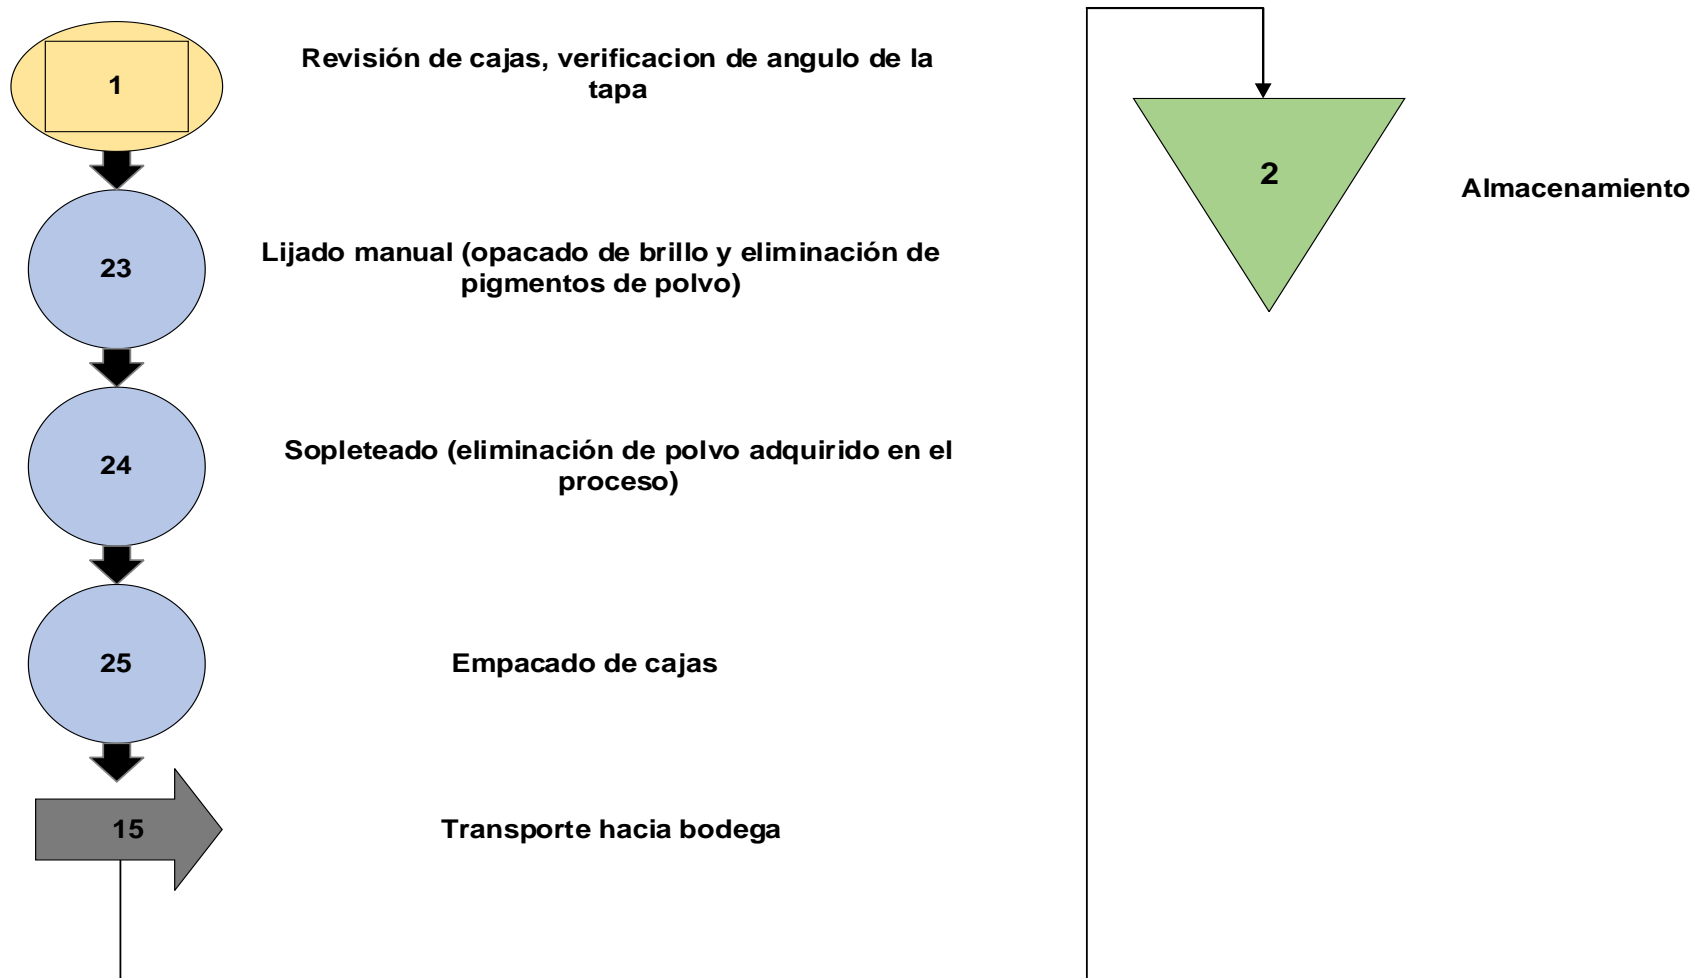 1
Revisión de cajas, verificacion de angulo de la
tapa
23
Lijado manual (opacado de brillo y eliminación de
pigmentos de polvo)
24
Sopleteado (eliminación de polvo adquirido en el
proceso)
25
Empacado de cajas
15
Transporte hacia bodega
2
Almacenamiento